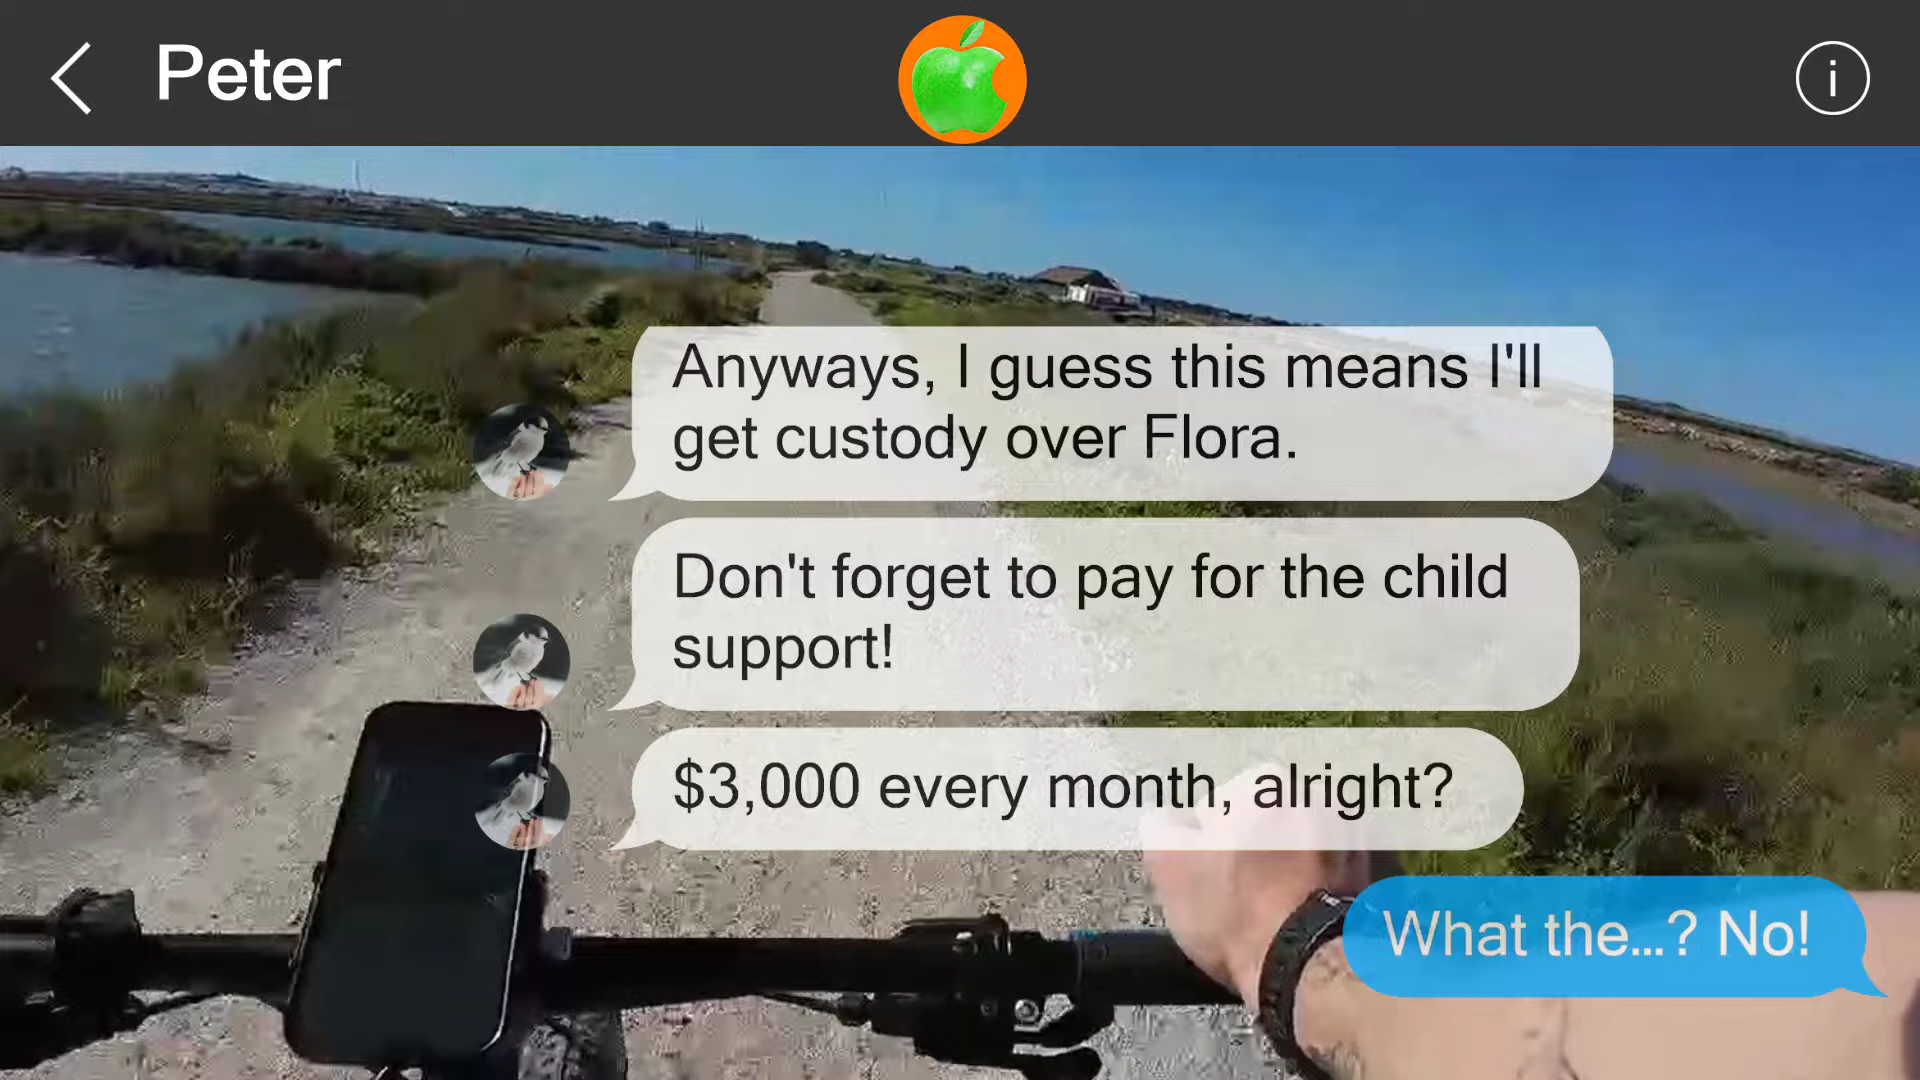 Peter
Anyways, I guess this means I'll
get custody over Flora.
Don't forget to pay for the child
support!
$3,000 every month, alright?
What the...? No!